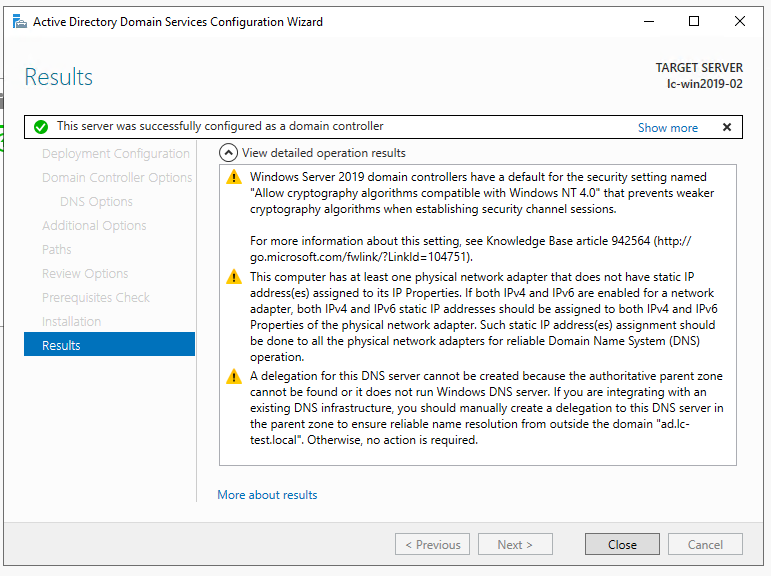 Active Directory Domain Services Configuration Wizard
Results
TARGET SERVER
lc-win2019-02
This server was successfully configured as a domain controller
Show more
Deployment Configuration
Domain Controller Options
DNS Options
Additional Options
Paths
Review Options
Prerequisites Check
Installation
Results
View detailed operation results
Windows Server 2019 domain controllers have a default for the security setting named
"Allow cryptography algorithms compatible with Windows NT 4.0" that prevents weaker
cryptography algorithms when establishing security channel sessions.
For more information about this setting, see Knowledge Base article 942564 (http://
go.microsoft.com/fwlink/?LinkId=104751).
This computer has at least one physical network adapter that does not have static IP
address(es) assigned to its IP Properties. If both IPv4 and IPv6 are enabled for a network
adapter, both IPv4 and IPv6 static IP addresses should be assigned to both IPv4 and IPv6
Properties of the physical network adapter. Such static IP address(es) assignment should
be done to all the physical network adapters for reliable Domain Name System (DNS)
operation.
A delegation for this DNS server cannot be created because the authoritative parent zone
cannot be found or it does not run Windows DNS server. If you are integrating with an
existing DNS infrastructure, you should manually create a delegation to this DNS server in
the parent zone to ensure reliable name resolution from outside the domain "ad.lc-
test.local". Otherwise, no action is required.
More about results
< Previous
Next >
Close
Cancel